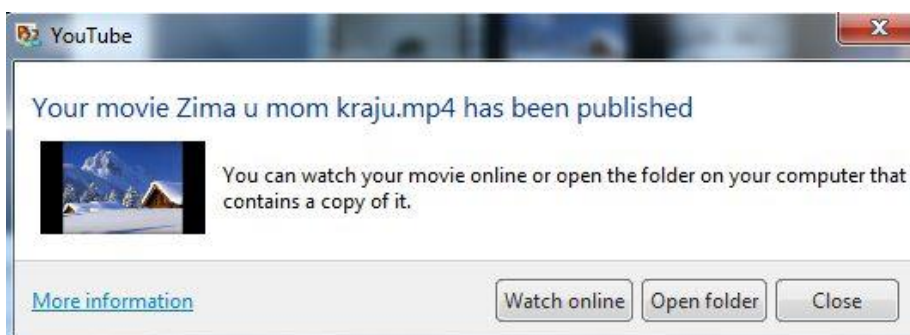 YouTube
X
Your movie Zima u mom kraju.mp4 has been published
You can watch your movie online or open the folder on your computer that
contains a copy of it.
More information
Watch online
Open folder
Close